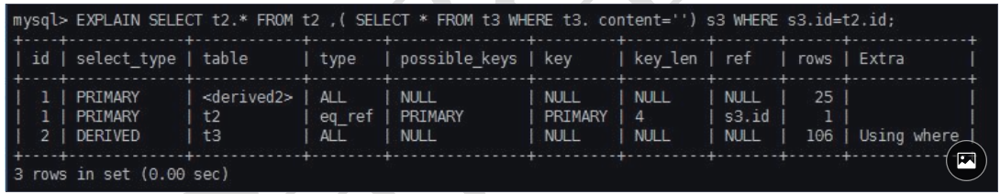 mysql> EXPLAIN SELECT t2.* FROM t2 ,( SELECT * FROM t3 WHERE t3. content='') s3 WHERE s3.id=t2.id;
+----+-------------+------------+--------+---------------+---------+---------+-------+------+-------------+
| id | select_type | table | type | possible_keys | key | key_len | ref | rows | Extra |
+----+-------------+------------+--------+---------------+---------+---------+-------+------+-------------+
| 1 | PRIMARY | <derived2> | ALL | NULL | NULL | NULL | NULL | 25 | |
| 1 | PRIMARY | t2 | eq_ref | PRIMARY | PRIMARY | 4 | s3.id | 1 | |
| 2 | DERIVED | t3 | ALL | NULL | NULL | NULL | NULL | 106 | Using where |
+----+-------------+------------+--------+---------------+---------+---------+-------+------+-------------+
3 rows in set (0.00 sec)